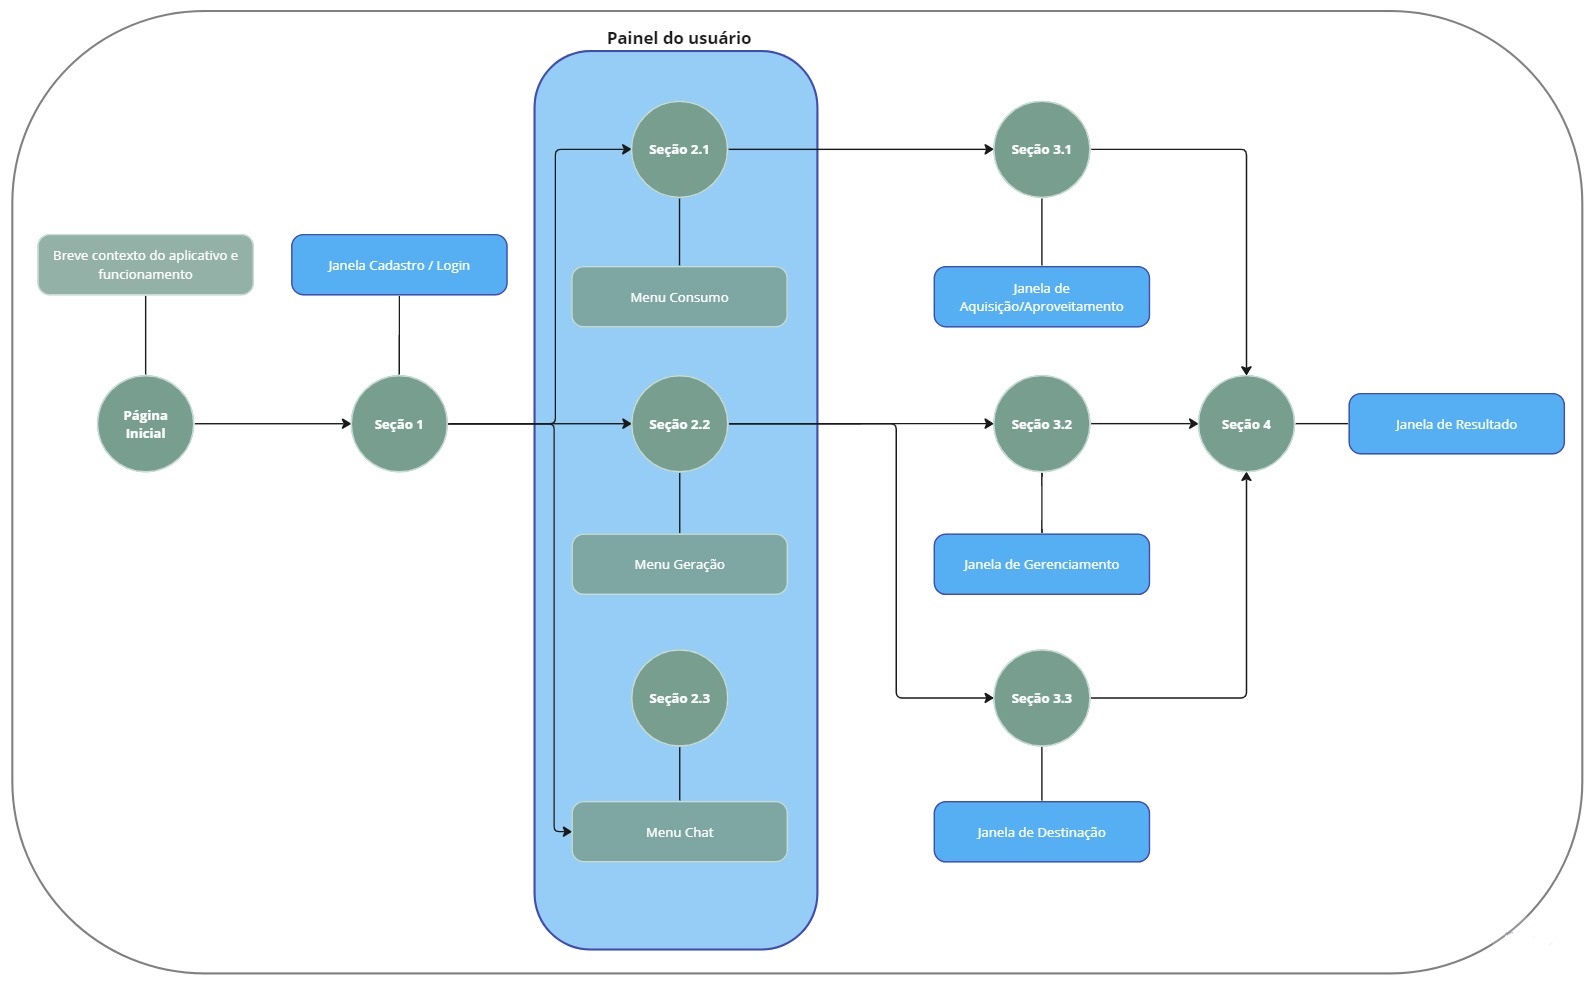 Painel do usuário
Seção 2.1
Seção 3.1
Breve contexto do aplicativo e
funcionamento
Janela Cadastro / Login
Menu Consumo
Janela de
Aquisição/Aproveitamento
Página
Inicial
Seção 1
Seção 2.2
Seção 3.2
Seção 4
Janela de Resultado
Menu Geração
Janela de Gerenciamento
Seção 2.3
Seção 3.3
Menu Chat
Janela de Destinação